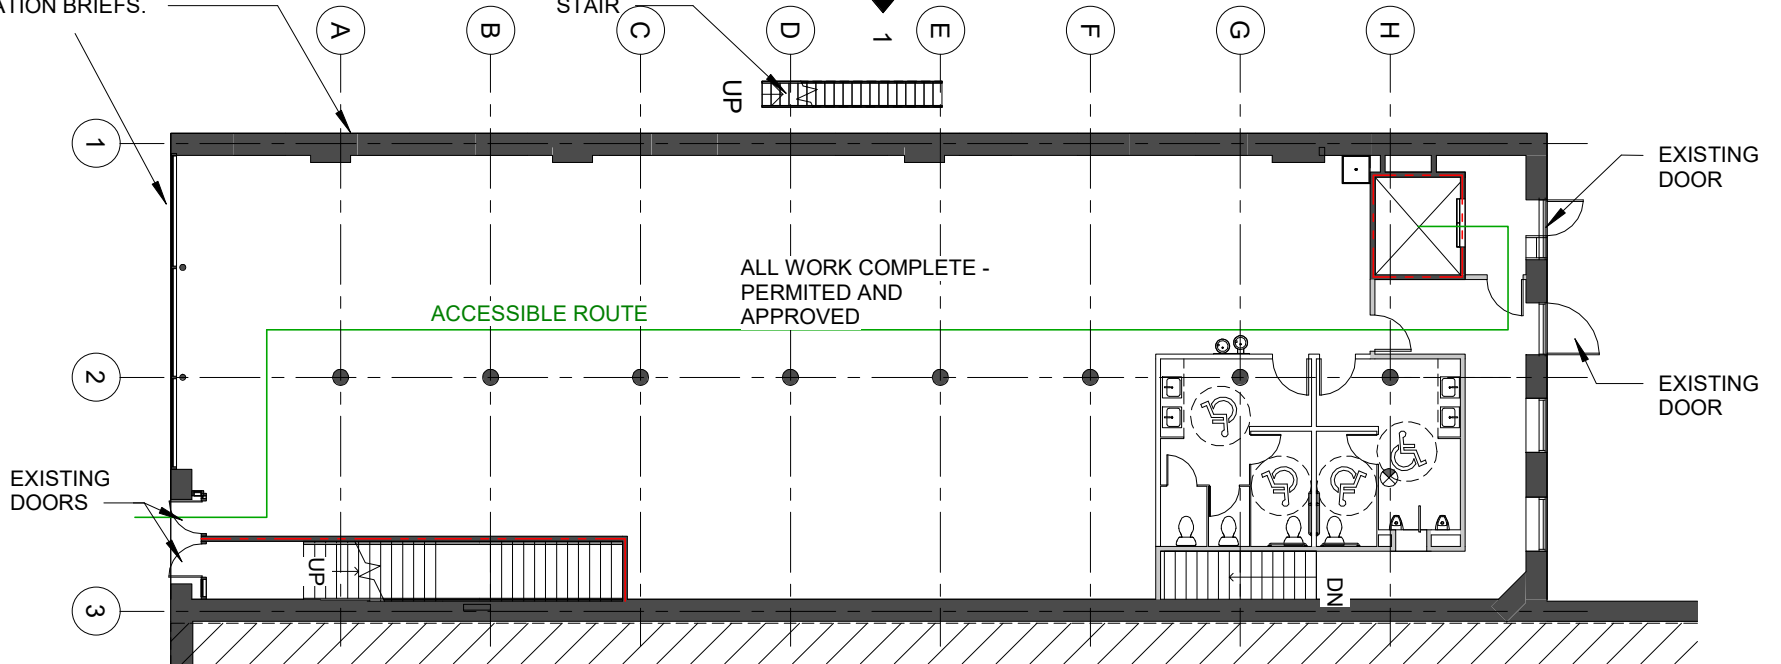 ATION BRIEFS.
STAIR
A
B
C
D
1
E
F
G
H
UP
1
EXISTING
DOOR
ALL WORK COMPLETE -
PERMITED AND
APPROVED
ACCESSIBLE ROUTE
2
EXISTING
DOOR
EXISTING
DOORS
UP
DN
3